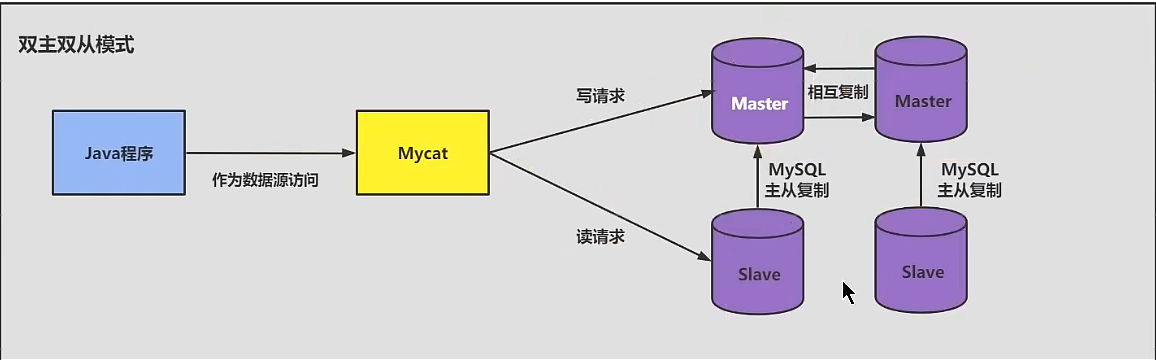 双主双从模式
Java程序
作为数据源访问
Mycat
写请求
读请求
Master
相互复制
Master
MySQL
主从复制
MySQL
主从复制
Slave
Slave